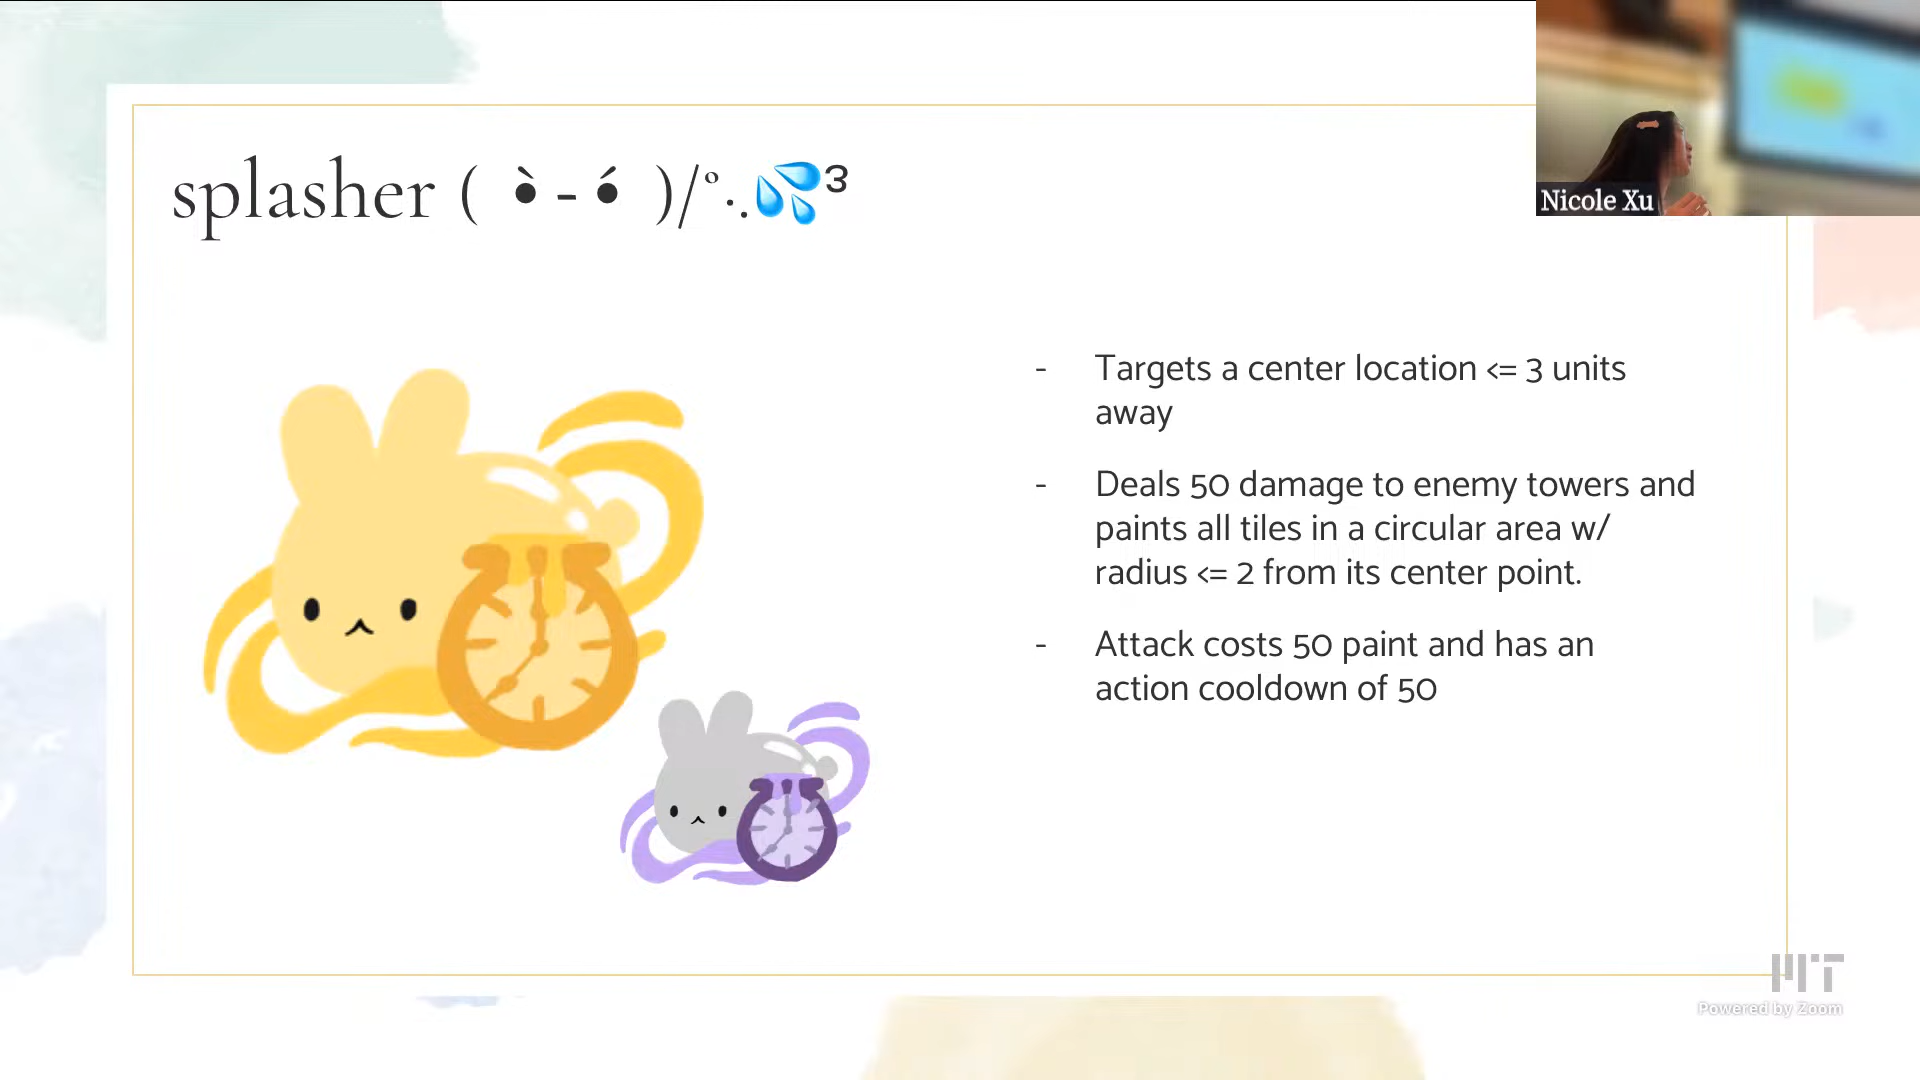 splasher ( •̀ - •́ )/°‧.💦³
Nicole Xu
- Targets a center location <= 3 units
away
- Deals 50 damage to enemy towers and
paints all tiles in a circular area w/
radius <= 2 from its center point.
- Attack costs 50 paint and has an
action cooldown of 50
MIT
Powered by Zoom